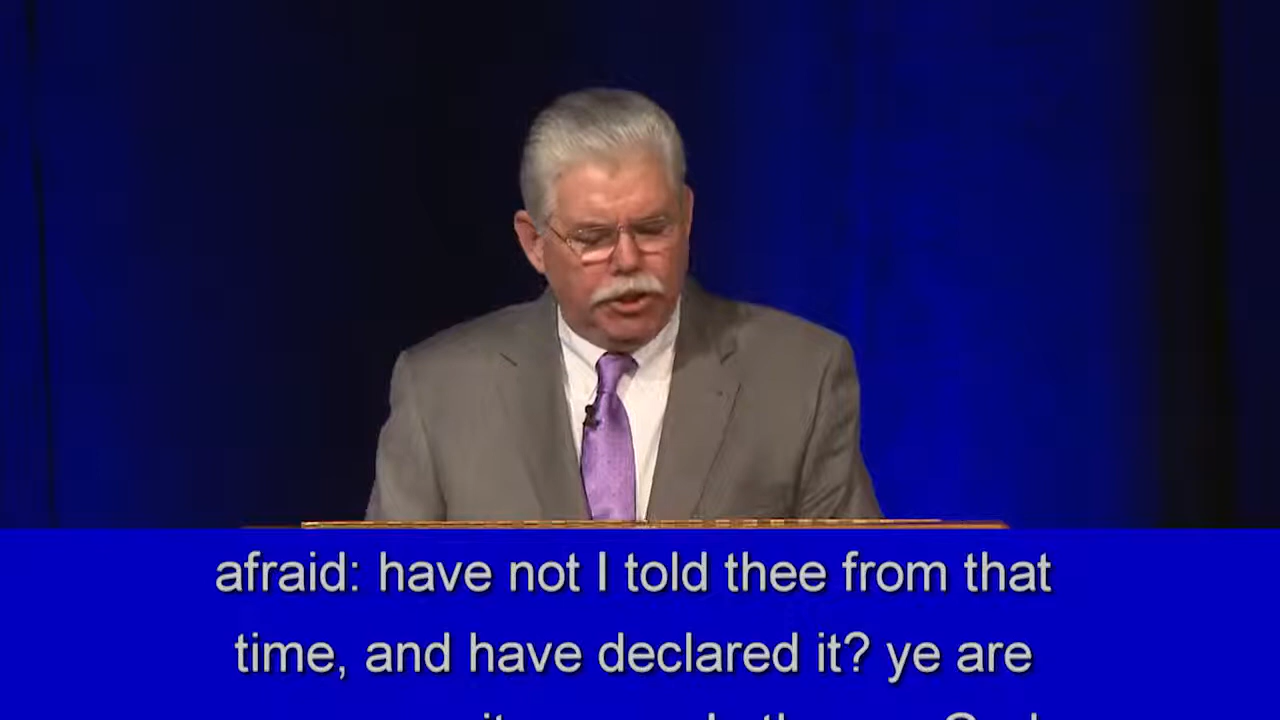 afraid: have not I told thee from that
time, and have declared it? ye are